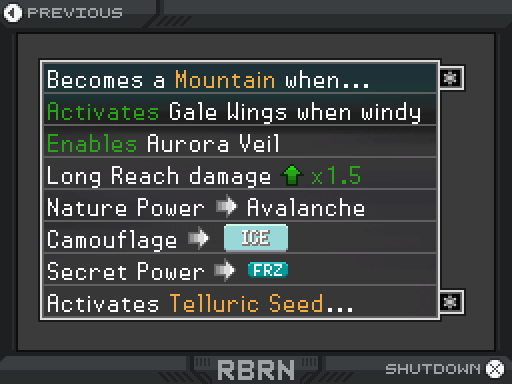 PREVIOUS
Becomes a Mountain when...
Activates Gale Wings when windy
Enables Aurora Veil
Long Reach damage x1.5
Nature Power Avalanche
Camouflage ICE
Secret Power FRZ
Activates Telluric Seed...
RBRN
SHUTDOWN